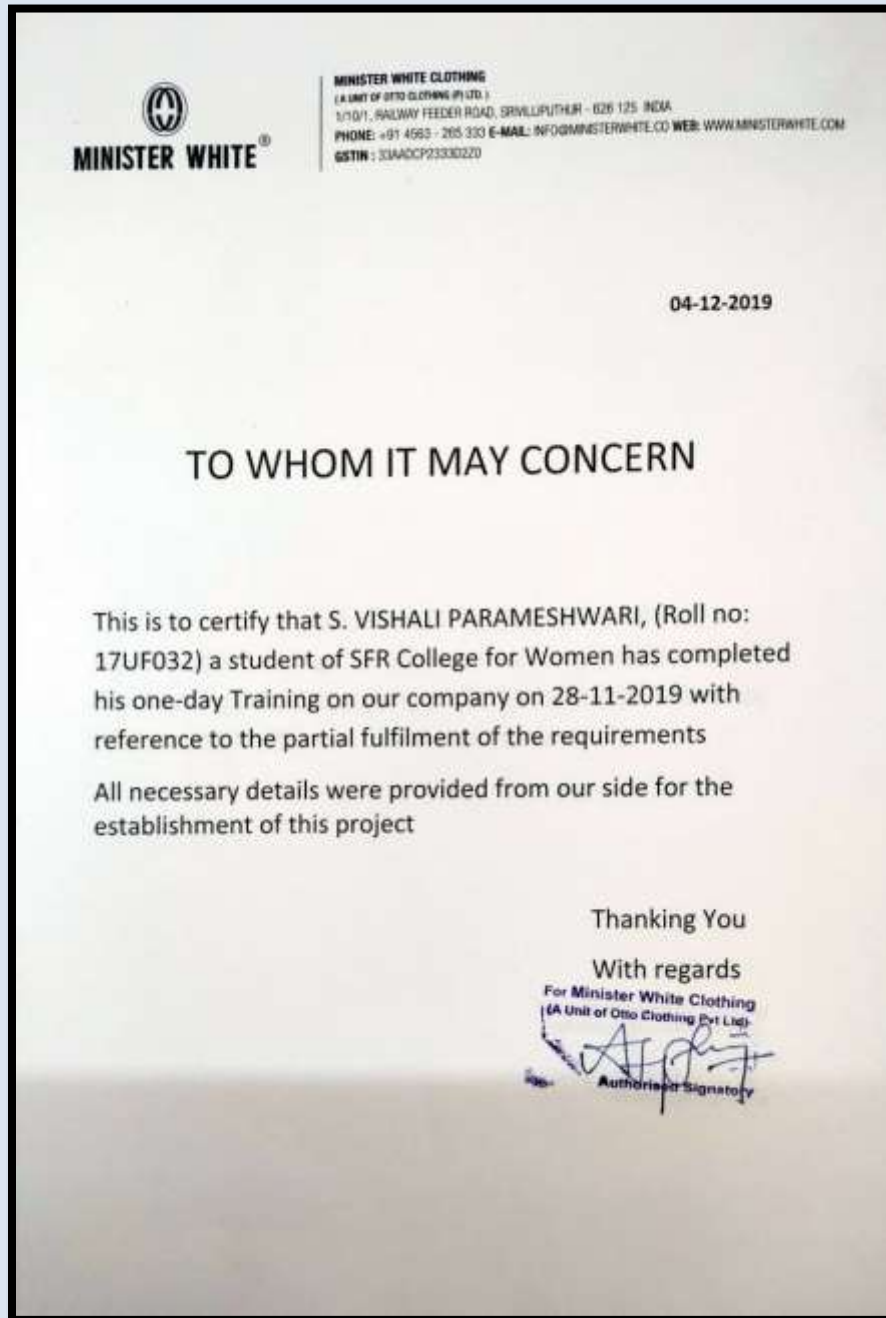 MINISTER WHITE®
MINISTER WHITE CLOTHING
( A UNIT OF OTTO CLOTHING (P) LTD. )
1/10/1, RAILWAY FEEDER ROAD, SRIVILLIPUTHUR - 626 125 INDIA
PHONE: +91 4563 - 265 333 E-MAIL: INFO@MINISTERWHITE.CO WEB: WWW.MINISTERWHITE.COM
GSTIN :
04-12-2019
TO WHOM IT MAY CONCERN
This is to certify that S. VISHALI PARAMESHWARI, (Roll no:
17UF032) a student of SFR College for Women has completed
his one-day Training on our company on 28-11-2019 with
reference to the partial fulfilment of the requirements
All necessary details were provided from our side for the
establishment of this project
Thanking You
With regards
For Minister White Clothing
(A Unit of Otto Clothing Pvt Ltd)
Authorised Signatory